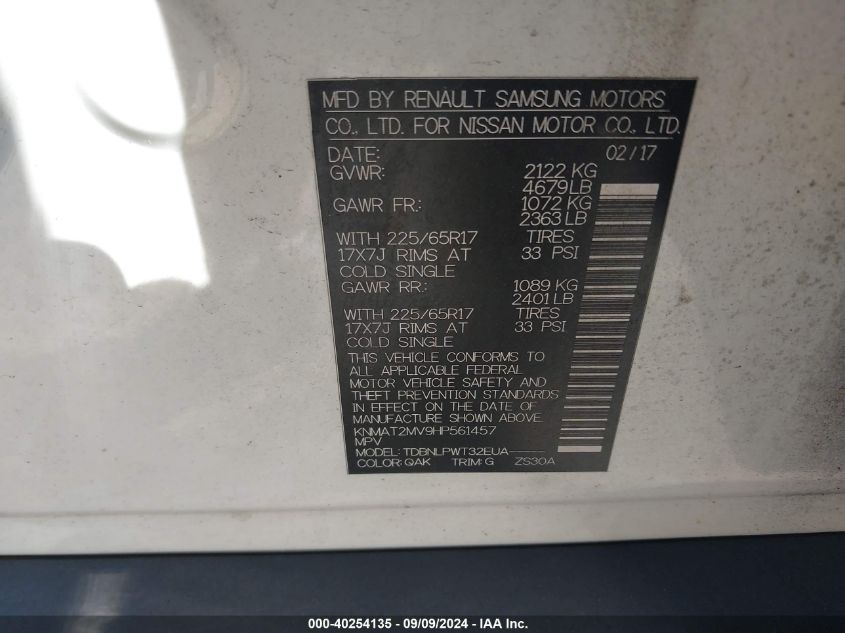 MFD BY RENAULT SAMSUNG MOTORS
CO., LTD. FOR NISSAN MOTOR CO., LTD.
DATE: 02/17
GVWR: 2122 KG
4679LB
GAWR FR.: 1072 KG
2363 LB
WITH 225/65R17 TIRES
17X7J RIMS AT 33 PSI
COLD SINGLE
GAWR RR.: 1089 KG
2401LB
WITH 225/65R17 TIRES
17X7J RIMS AT 33 PSI
COLD SINGLE
THIS VEHICLE CONFORMS TO
ALL APPLICABLE FEDERAL
MOTOR VEHICLE SAFETY AND
THEFT PREVENTION STANDARDS
IN EFFECT ON THE DATE OF
MANUFACTURE SHOWN ABOVE.
KNMAT2MV9HP561457
MPV
MODEL: TDBNLPWT32EUA-----
COLOR: QAK TRIM: G ZS30A
000-40254135 - 09/09/2024 - IAA Inc.